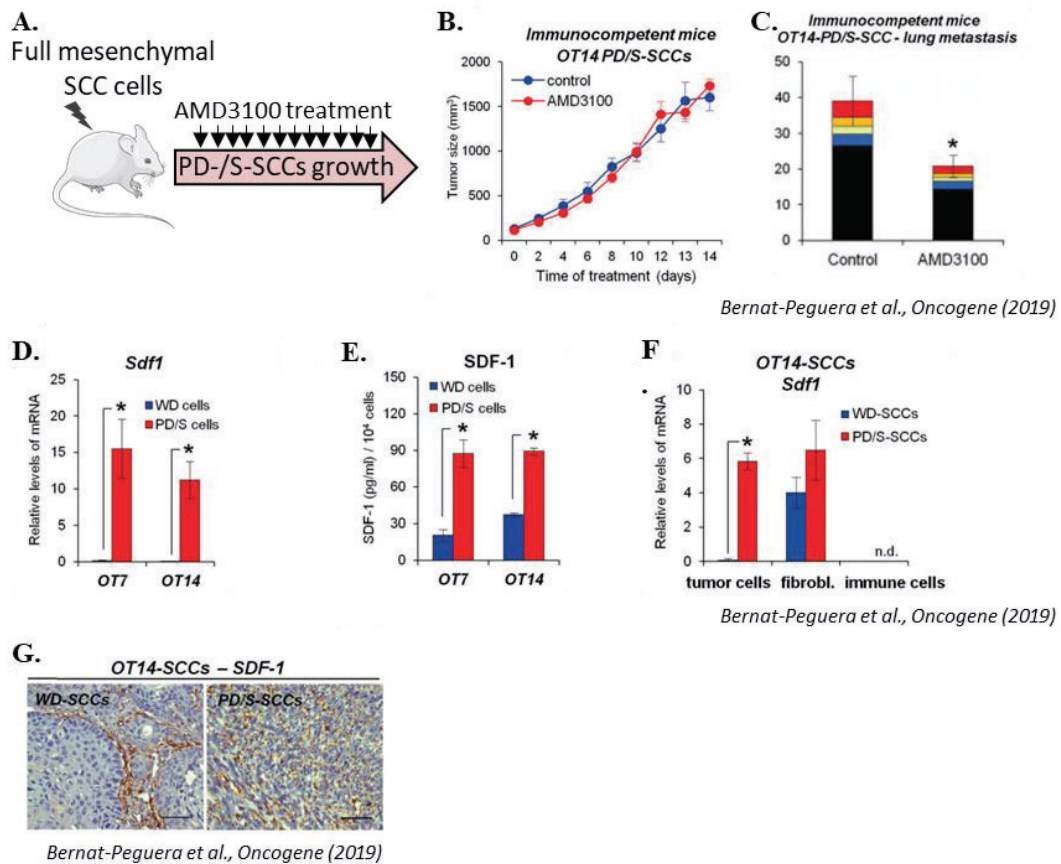 A.
Full mesenchymal
SCC cells
AMD3100 treatment
PD-/S-SCCs growth
B.
Immunocompetent mice
OT14 PD/S-SCCs
control
AMD3100
Tumor size (mm³)
2000
1500
1000
500
0
0 2 4 6 8 10 12 13 14
Time of treatment (days)
C.
Immunocompetent mice
OT14-PD/S-SCC - lung metastasis
50
40
30
20
10
0
*
Control AMD3100
Bernat-Peguera et al., Oncogene (2019)
D.
Sdf1
Relative levels of mRNA
25
20
15
10
5
0
WD cells
PD/S cells
* *
OT7 OT14
E.
SDF-1
SDF-1 (pg/ml) / 10⁴ cells
150
120
90
60
30
0
WD cells
PD/S cells
* *
OT7 OT14
F
.
OT14-SCCs
Sdf1
Relative levels of mRNA
10
8
6
4
2
0
WD-SCCs
PD/S-SCCs
*
n.d.
tumor cells fibrobl. immune cells
Bernat-Peguera et al., Oncogene (2019)
G.
OT14-SCCs – SDF-1
WD-SCCs PD/S-SCCs
Bernat-Peguera et al., Oncogene (2019)